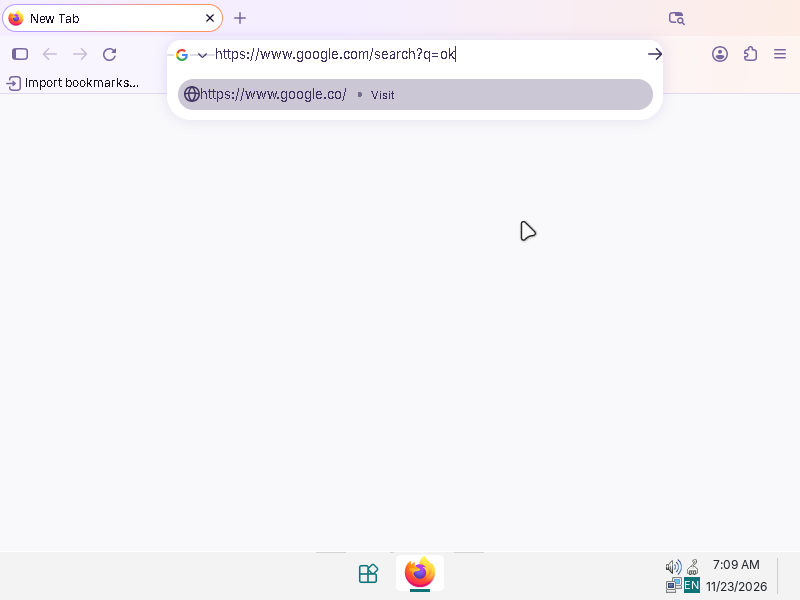 New Tab
https://www.google.com/search?q=ok
Import bookmarks...
https://www.google.co/ • Visit
7:09 AM
EN 11/23/2026